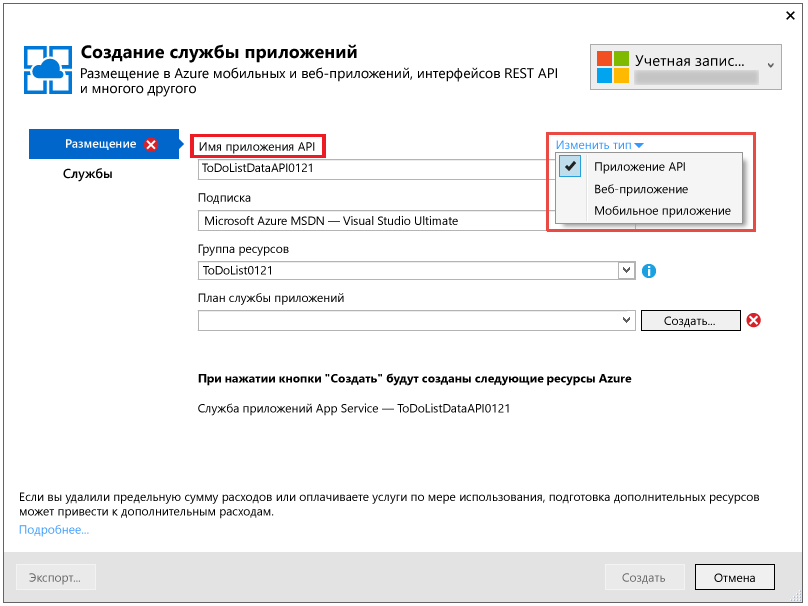 Создание службы приложений
Размещение в Azure мобильных и веб-приложений, интерфейсов REST API
и многого другого
Учетная запис...
Размещение
Службы
Имя приложения API
Изменить тип
ToDoListDataAPI0121
Приложение API
Веб-приложение
Мобильное приложение
Подписка
Microsoft Azure MSDN — Visual Studio Ultimate
Группа ресурсов
ToDoList0121
План службы приложений
Создать...
При нажатии кнопки "Создать" будут созданы следующие ресурсы Azure
Служба приложений App Service — ToDoListDataAPI0121
Если вы удалили предельную сумму расходов или оплачиваете услуги по мере использования, подготовка дополнительных ресурсов
может привести к дополнительным расходам.
Подробнее...
Экспорт...
Создать
Отмена